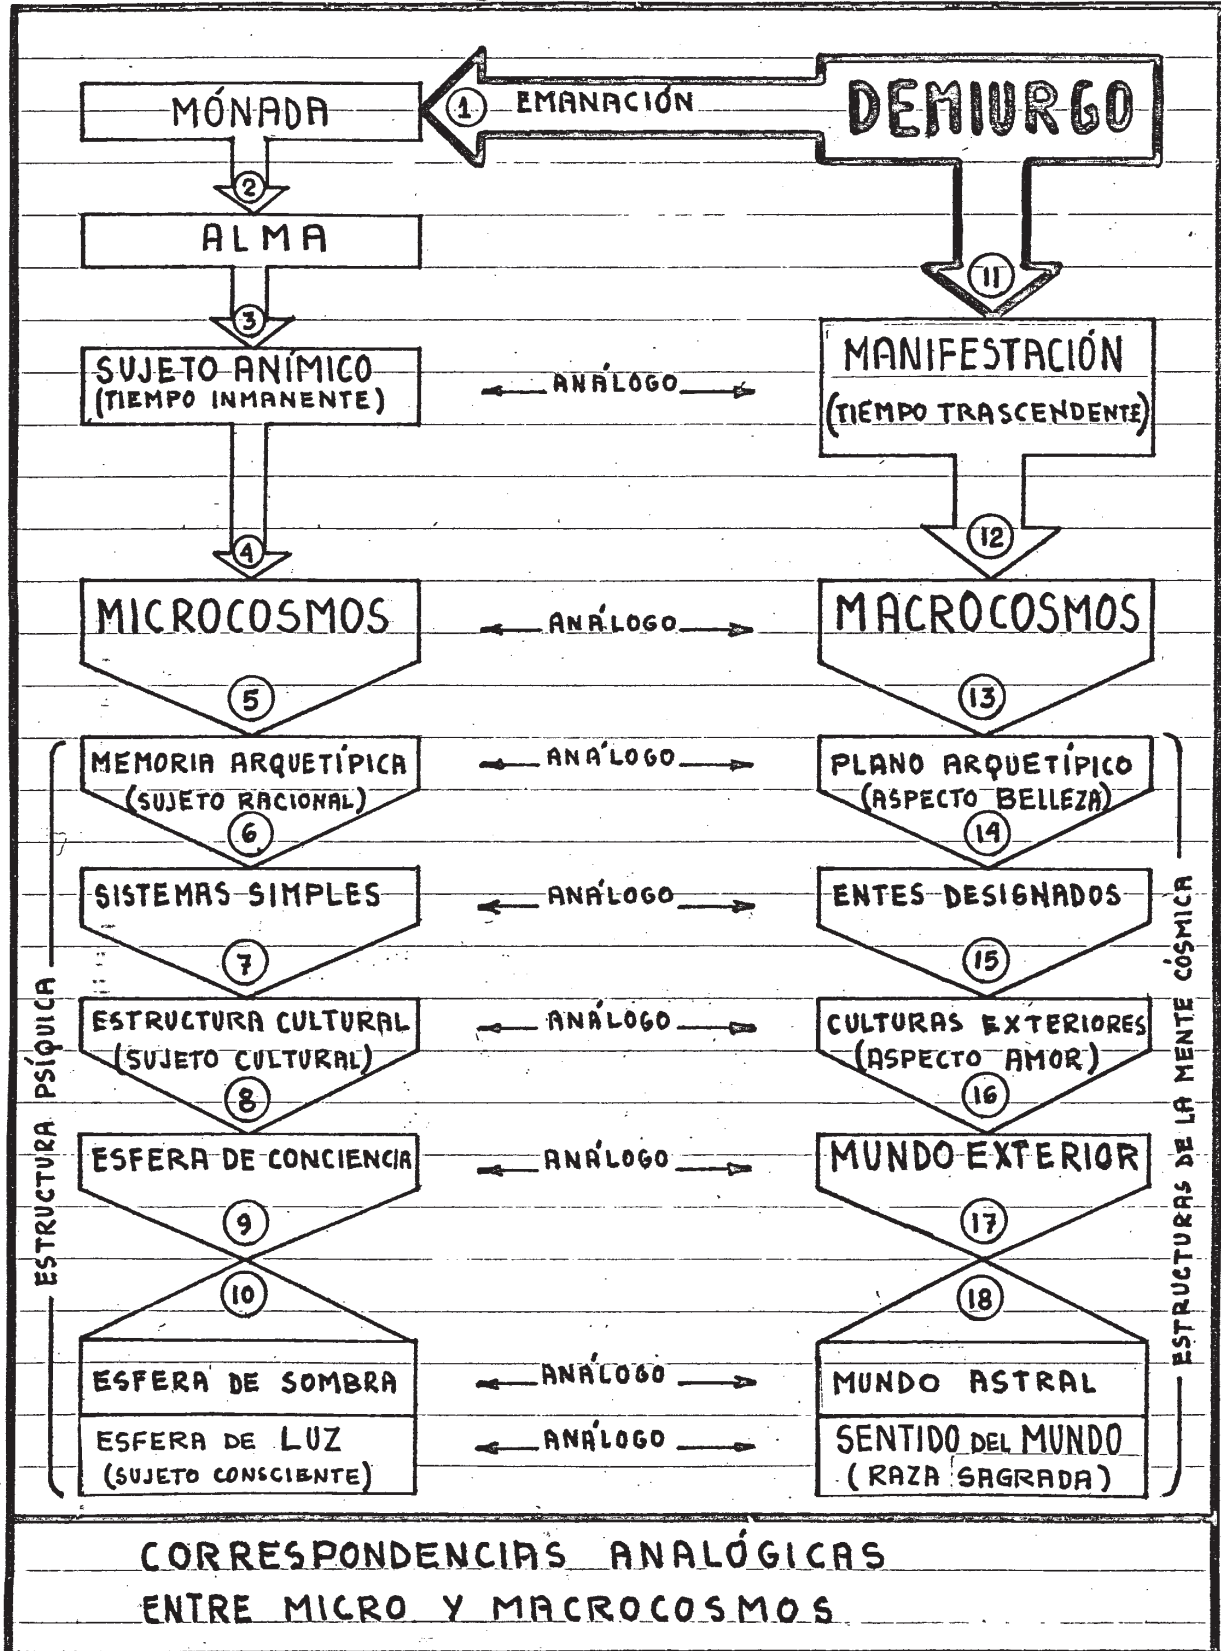 MÓNADA
1
EMANACIÓN
DEMIURGO
2
ALMA
11
3
SUJETO ANÍMICO
(TIEMPO INMANENTE)
ANÁLOGO
MANIFESTACIÓN
(TIEMPO TRASCENDENTE)
4
12
MICROCOSMOS
ANÁLOGO
MACROCOSMOS
5
13
ESTRUCTURA PSÍQUICA
MEMORIA ARQUETÍPICA
(SUJETO RACIONAL)
6
ANÁLOGO
PLANO ARQUETÍPICO
(ASPECTO BELLEZA)
14
ESTRUCTURAS DE LA MENTE CÓSMICA
SISTEMAS SIMPLES
ANÁLOGO
ENTES DESIGNADOS
7
15
ESTRUCTURA CULTURAL
(SUJETO CULTURAL)
8
ANÁLOGO
CULTURAS EXTERIORES
(ASPECTO AMOR)
16
ESFERA DE CONCIENCIA
ANÁLOGO
MUNDO EXTERIOR
9
17
10
18
ESFERA DE SOMBRA
ANÁLOGO
MUNDO ASTRAL
ESFERA DE LUZ
(SUJETO CONSCIENTE)
ANÁLOGO
SENTIDO DEL MUNDO
(RAZA SAGRADA)
CORRESPONDENCIAS ANALÓGICAS
ENTRE MICRO Y MACROCOSMOS